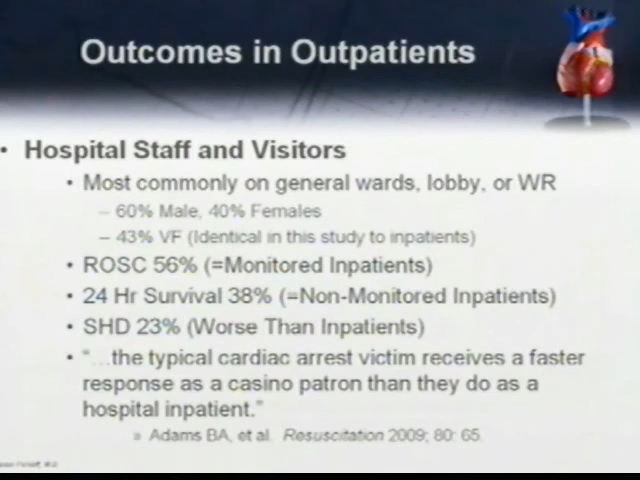 Outcomes in Outpatients
• Hospital Staff and Visitors
• Most commonly on general wards, lobby, or WR
– 60% Male, 40% Females
– 43% VF (Identical in this study to inpatients)
• ROSC 56% (=Monitored Inpatients)
• 24 Hr Survival 38% (=Non-Monitored Inpatients)
• SHD 23% (Worse Than Inpatients)
• “…the typical cardiac arrest victim receives a faster
response as a casino patron than they do as a
hospital inpatient.”
» Adams BA, et al. Resuscitation 2009; 80: 65.